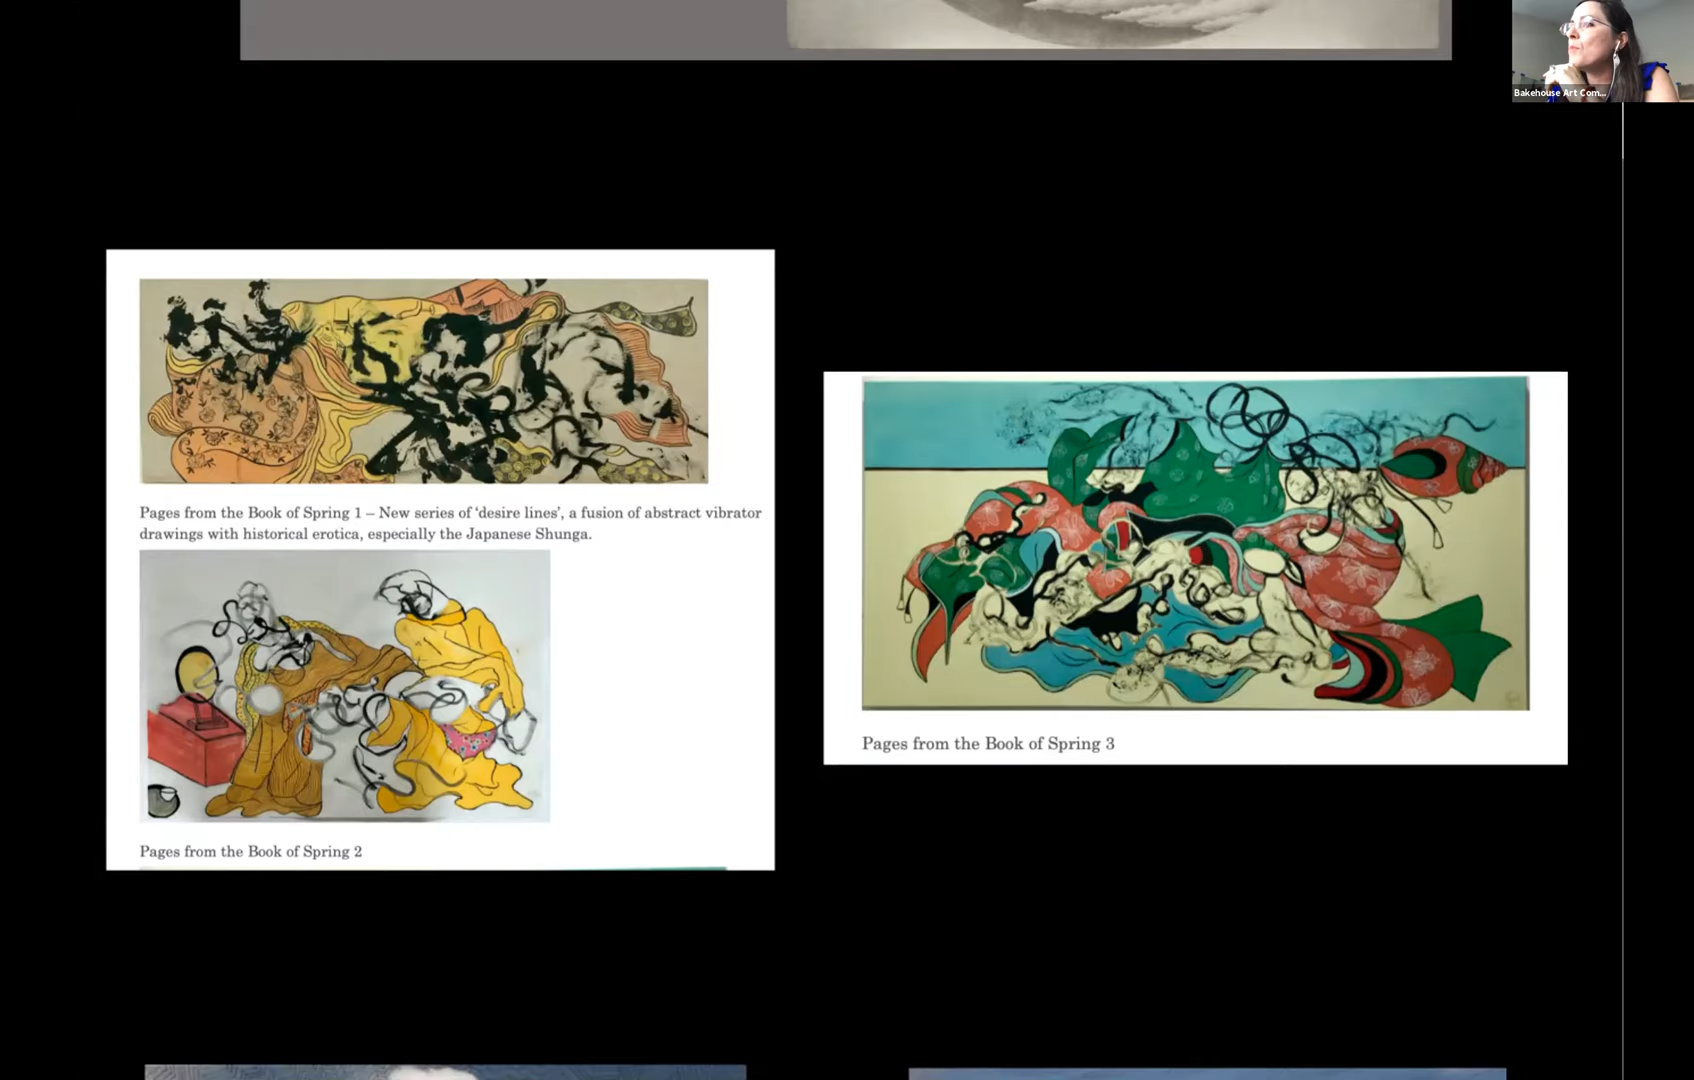 Bakehouse Art Com...
Pages from the Book of Spring 1 – New series of ‘desire lines’, a fusion of abstract vibrator
drawings with historical erotica, especially the Japanese Shunga.
Pages from the Book of Spring 2
Pages from the Book of Spring 3